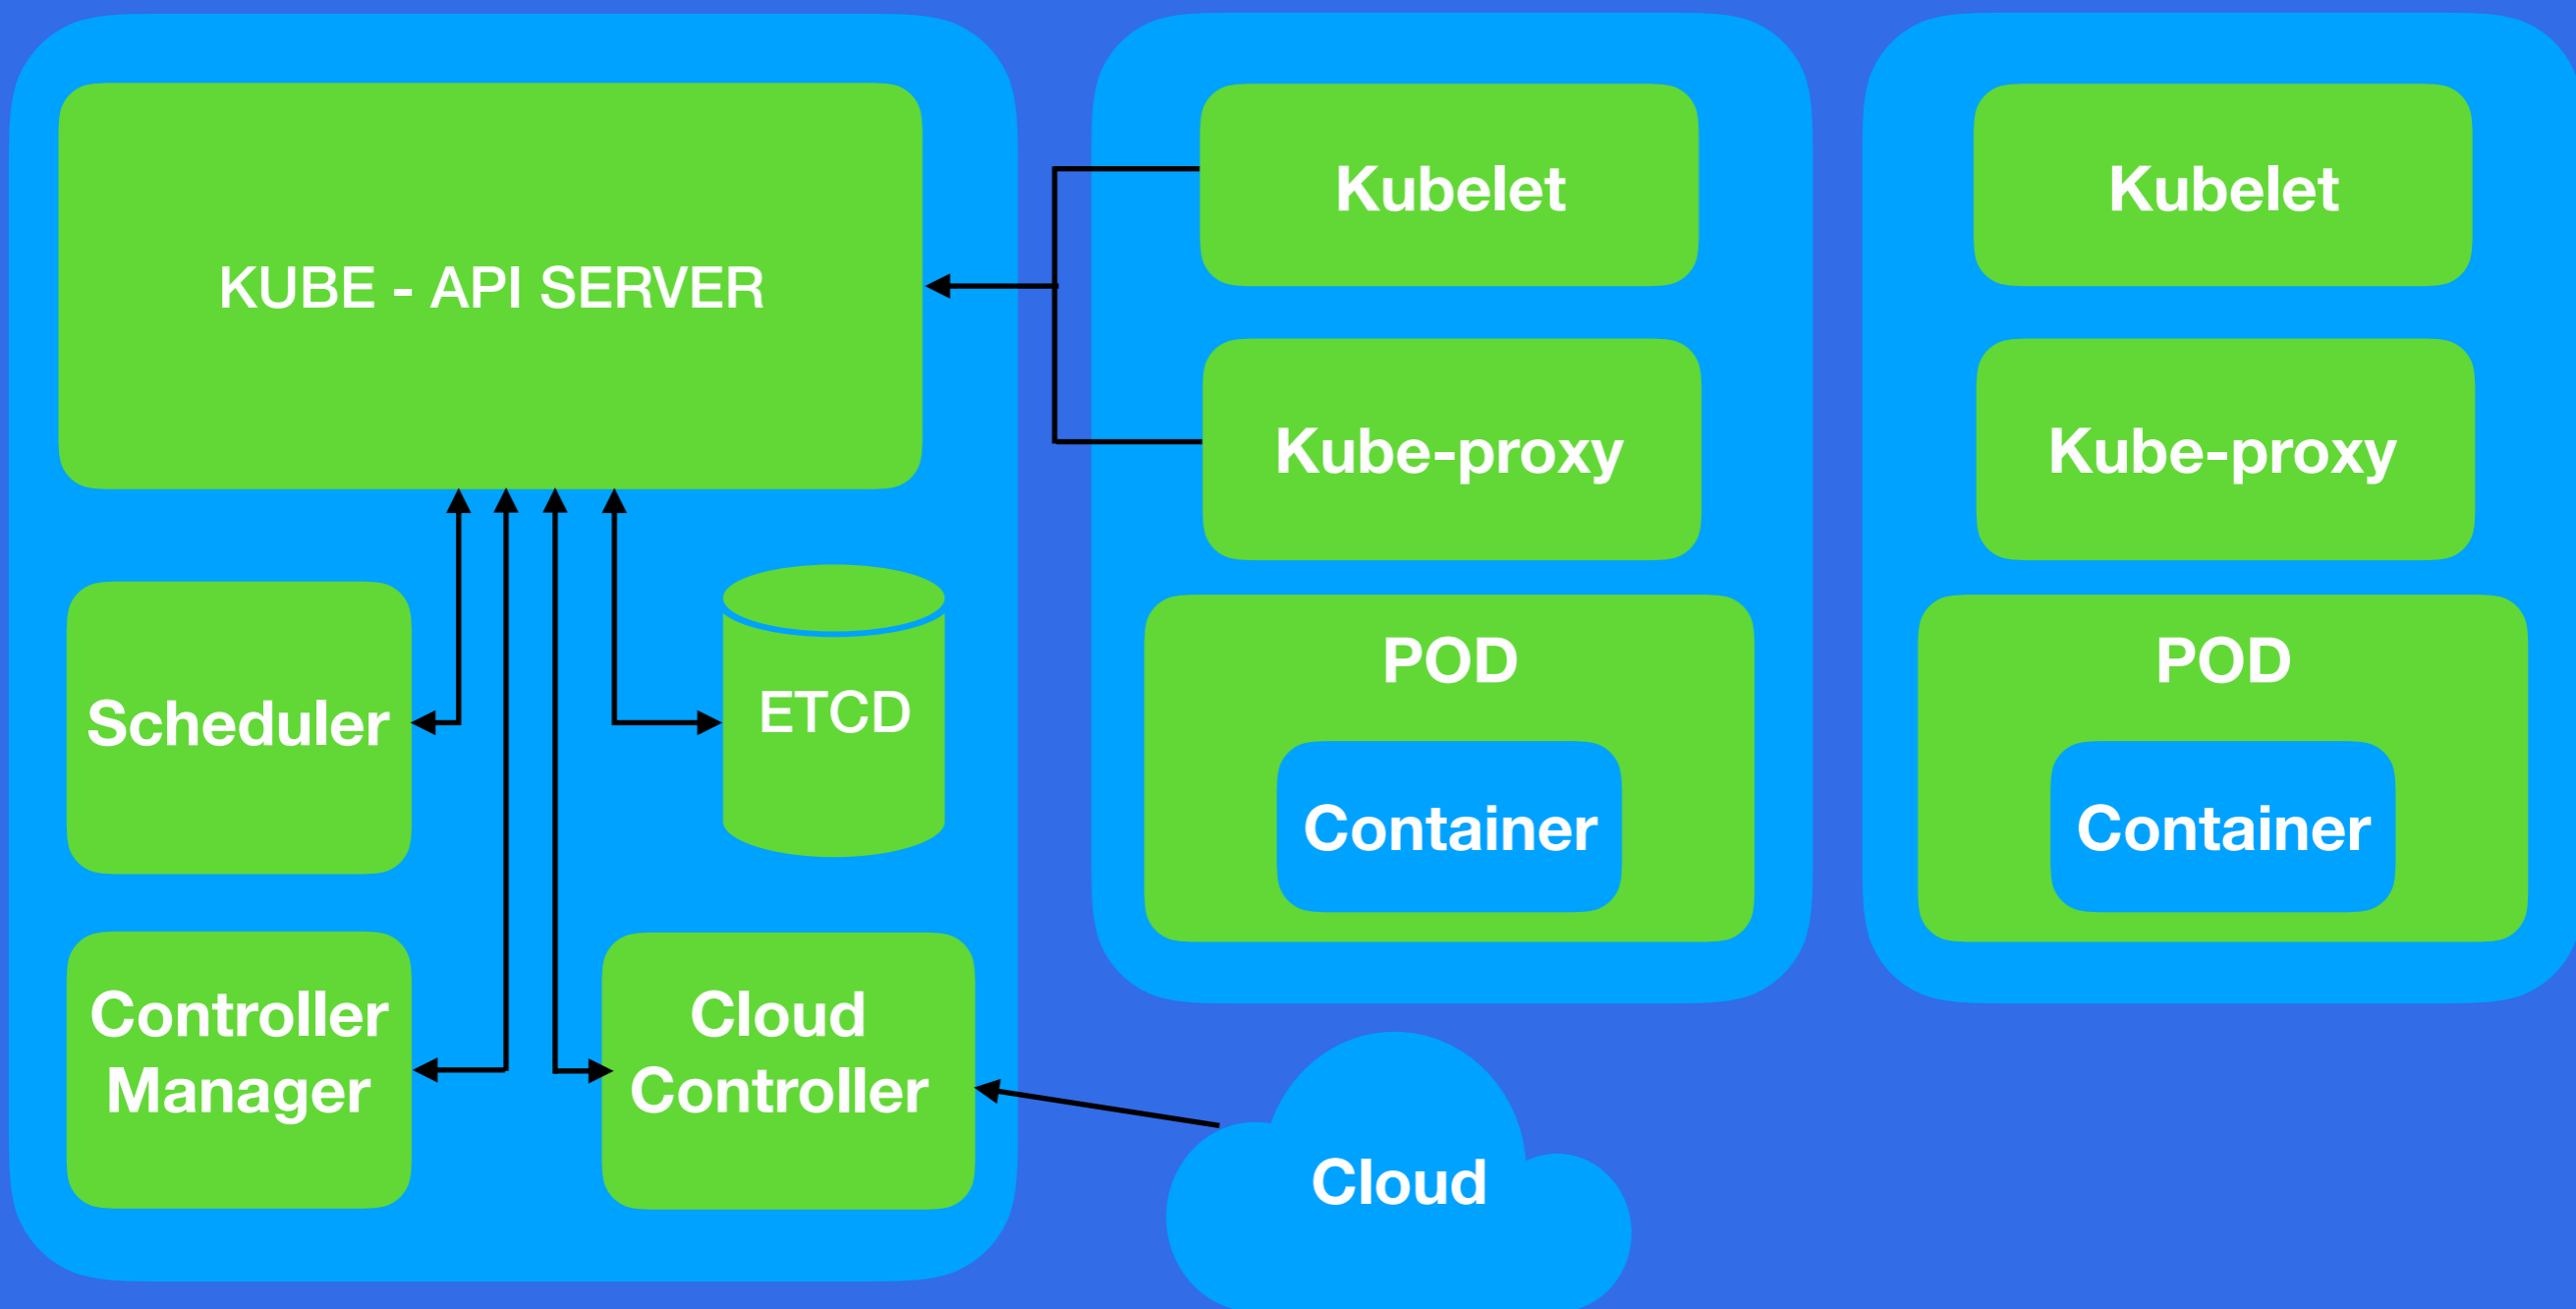 KUBE - API SERVER
Scheduler
ETCD
Controller
Manager
Cloud
Controller
Kubelet
Kube-proxy
POD
Container
Kubelet
Kube-proxy
POD
Container
Cloud